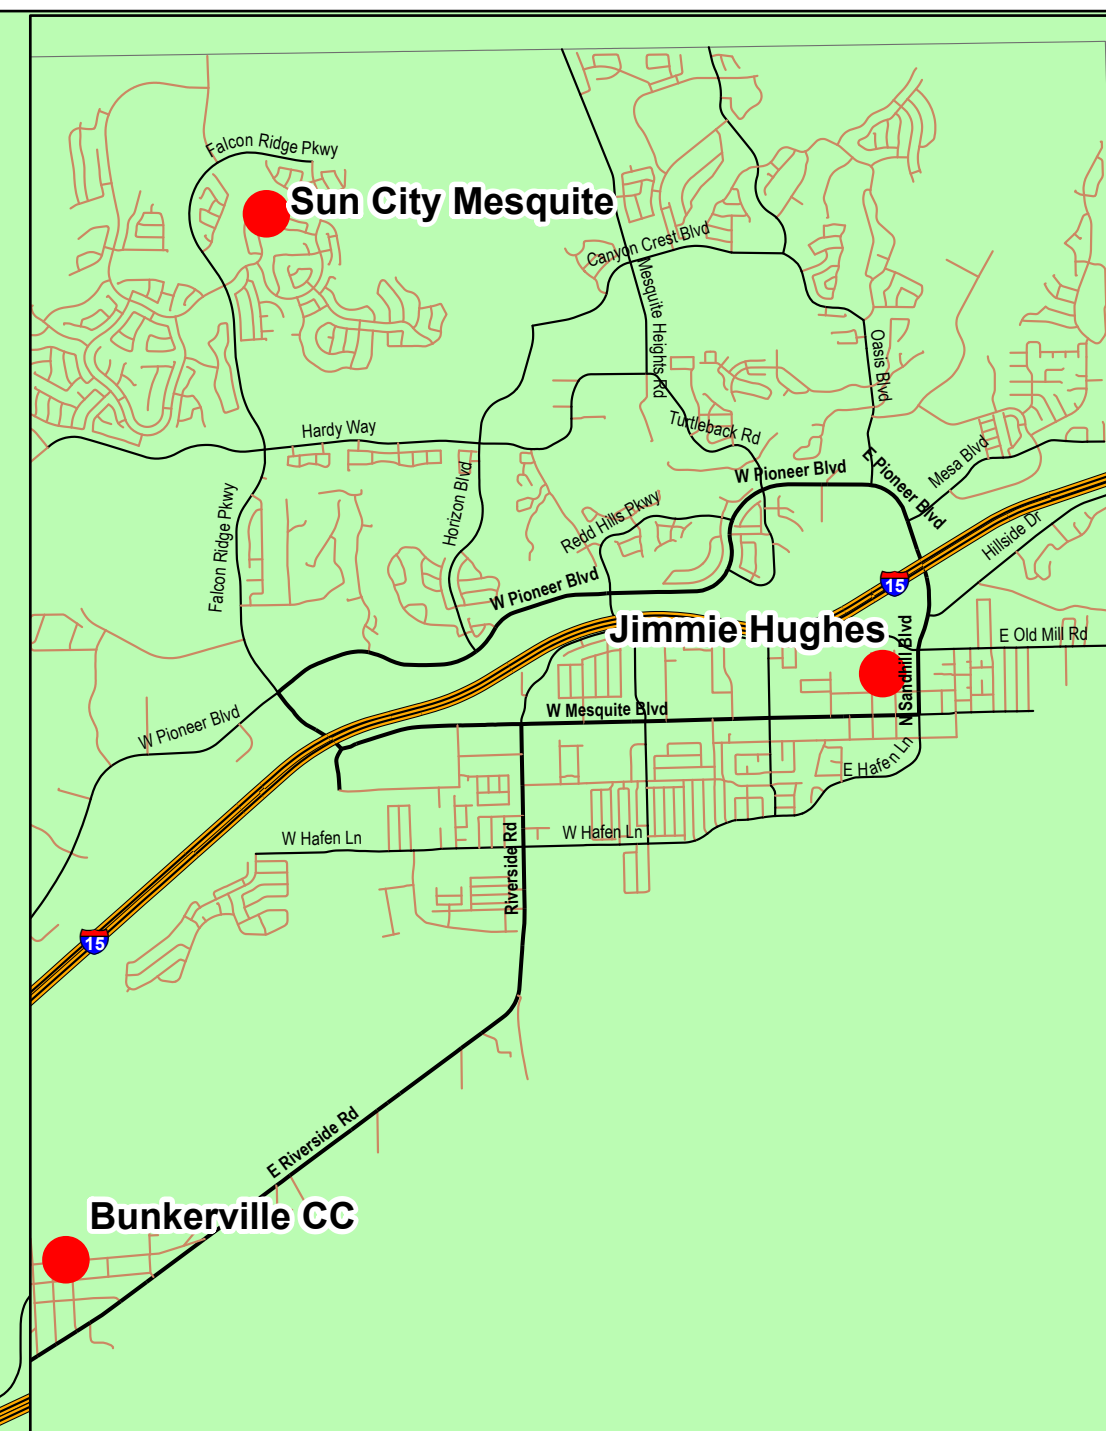 Falcon Ridge Pkwy
Sun City Mesquite
Canyon Crest Blvd
Mesquite Heights Rd
Oasis Blvd
Turtleback Rd
Hardy Way
W Pioneer Blvd
E Pioneer Blvd
Mesa Blvd
Horizon Blvd
Falcon Ridge Pkwy
Redd Hills Pkwy
Hillside Dr
W Pioneer Blvd
15
Jimmie Hughes
N Sandhill Blvd
E Old Mill Rd
W Mesquite Blvd
W Pioneer Blvd
E Hafen Ln
W Hafen Ln
W Hafen Ln
Riverside Rd
15
E Riverside Rd
Bunkerville CC